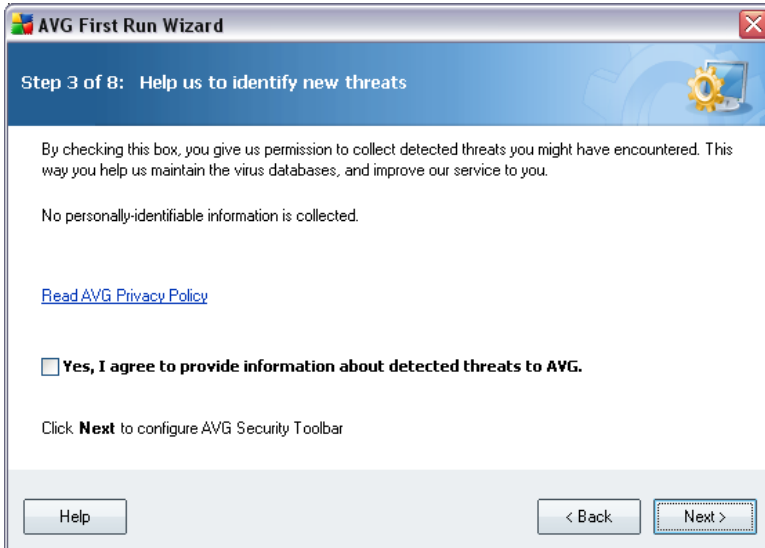 AVG First Run Wizard
Step 3 of 8: Help us to identify new threats
By checking this box, you give us permission to collect detected threats you might have encountered. This
way you help us maintain the virus databases, and improve our service to you.
No personally-identifiable information is collected.
Read AVG Privacy Policy
Yes, I agree to provide information about detected threats to AVG.
Click Next to configure AVG Security Toolbar
Help
< Back
Next >